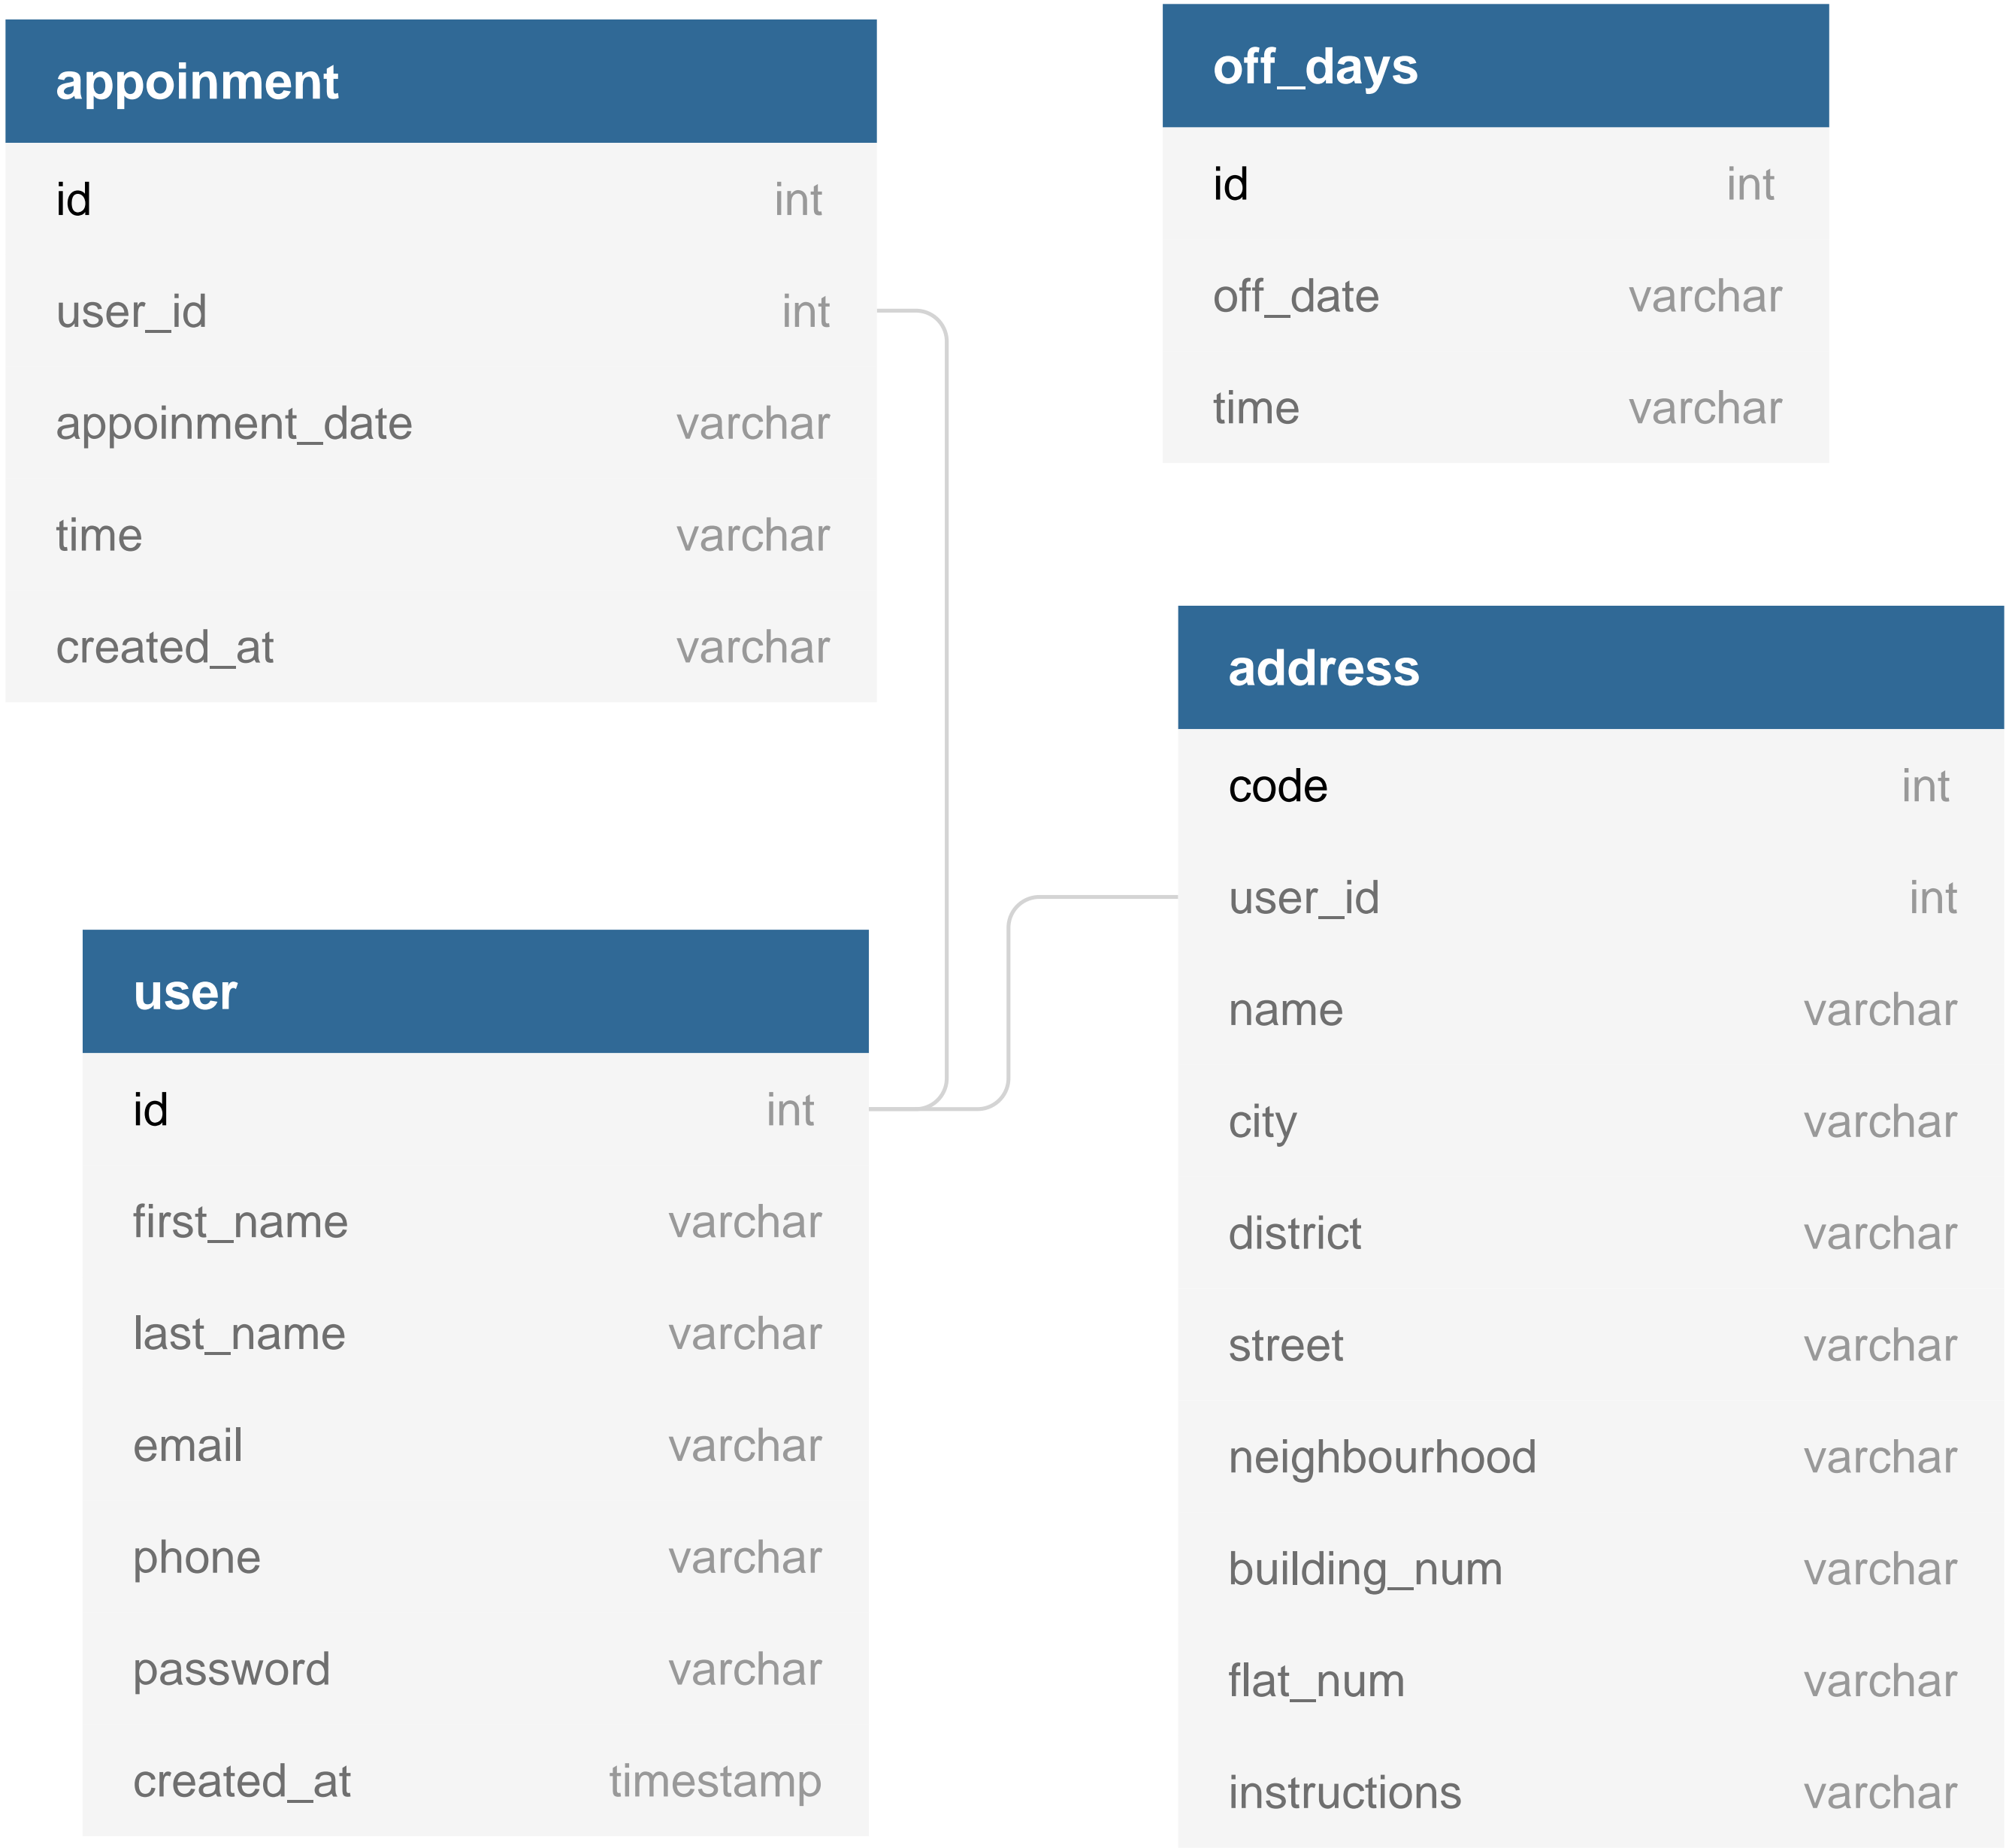 appoinment
id int
user_id int
appoinment_date varchar
time varchar
created_at varchar
off_days
id int
off_date varchar
time varchar
address
code int
user_id int
name varchar
city varchar
district varchar
street varchar
neighbourhood varchar
building_num varchar
flat_num varchar
instructions varchar
user
id int
first_name varchar
last_name varchar
email varchar
phone varchar
password varchar
created_at timestamp